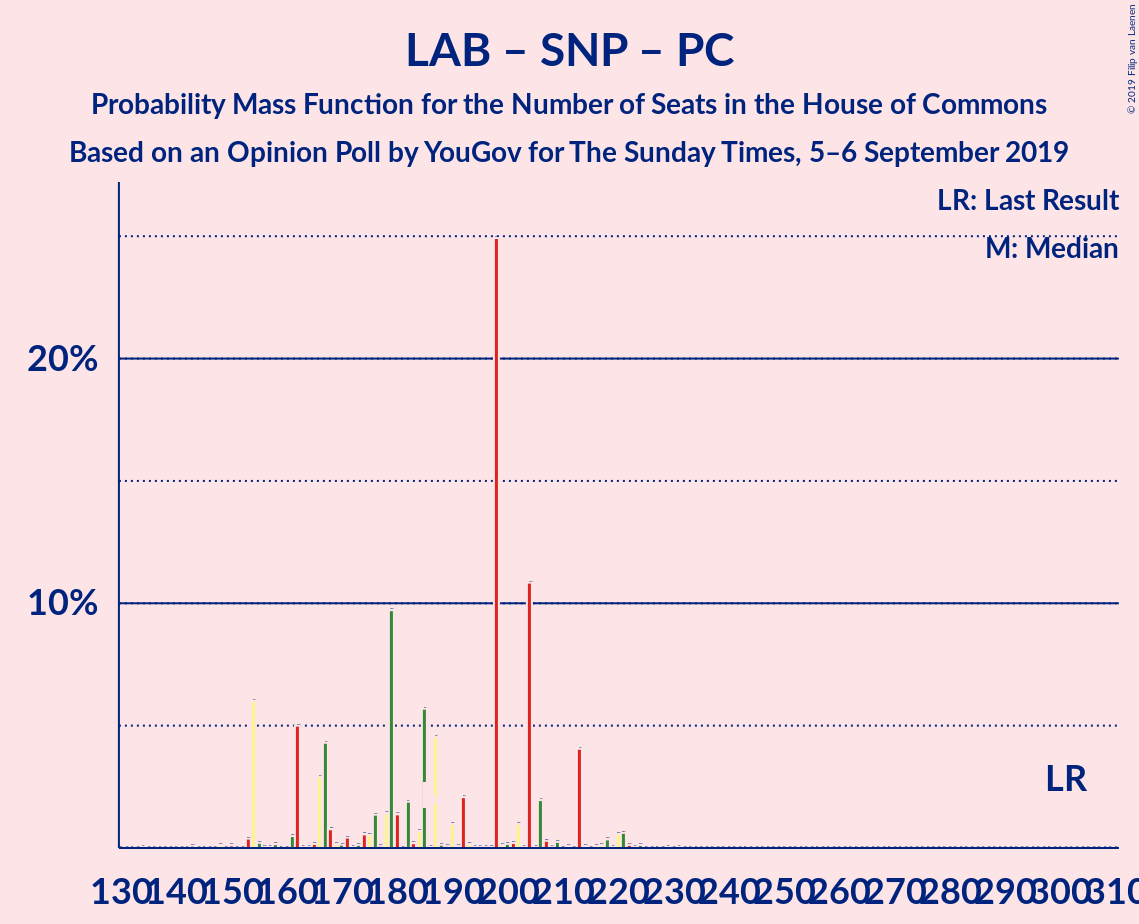 LAB – SNP – PC
Probability Mass Function for the Number of Seats in the House of Commons
Based on an Opinion Poll by YouGov for The Sunday Times, 5–6 September 2019
© 2019 Filip van Laenen
LR: Last Result
M: Median
20%
10%
LR
130 140 150 160 170 180 190 200 210 220 230 240 250 260 270 280 290 300 310